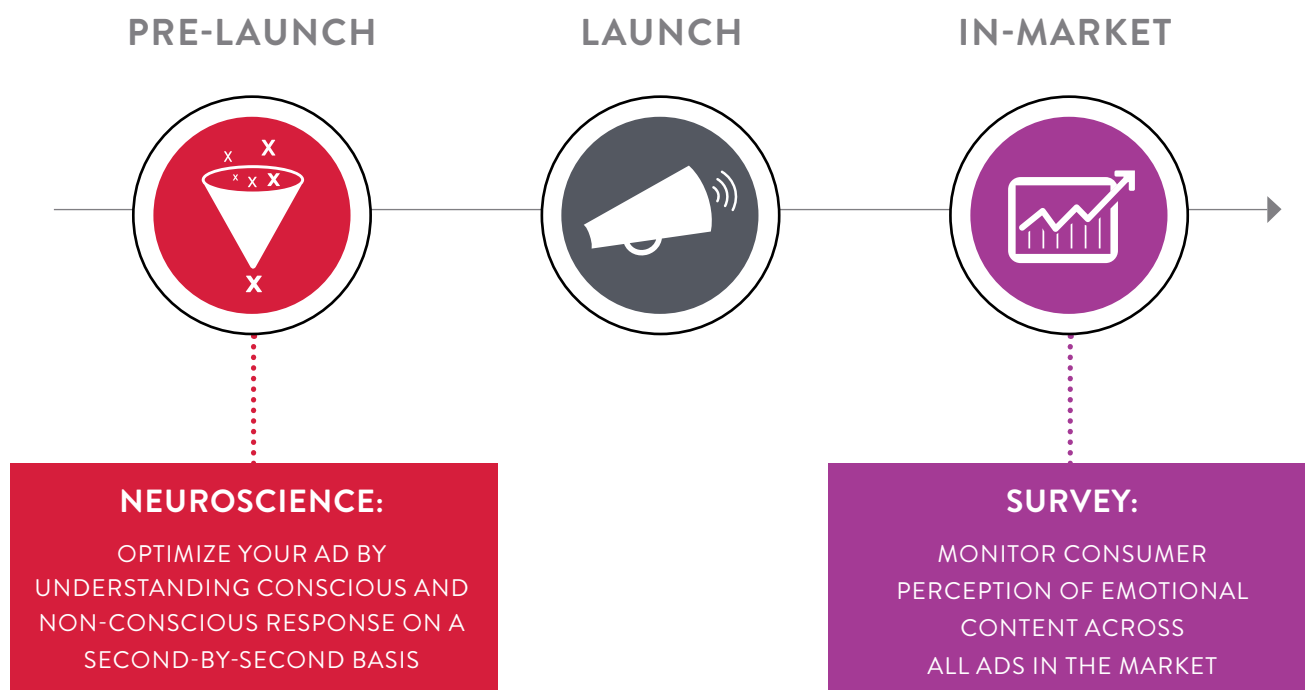 PRE-LAUNCH
LAUNCH
IN-MARKET
x
x
x
x
x
x
NEUROSCIENCE:
OPTIMIZE YOUR AD BY
UNDERSTANDING CONSCIOUS AND
NON-CONSCIOUS RESPONSE ON A
SECOND-BY-SECOND BASIS
SURVEY:
MONITOR CONSUMER
PERCEPTION OF EMOTIONAL
CONTENT ACROSS
ALL ADS IN THE MARKET